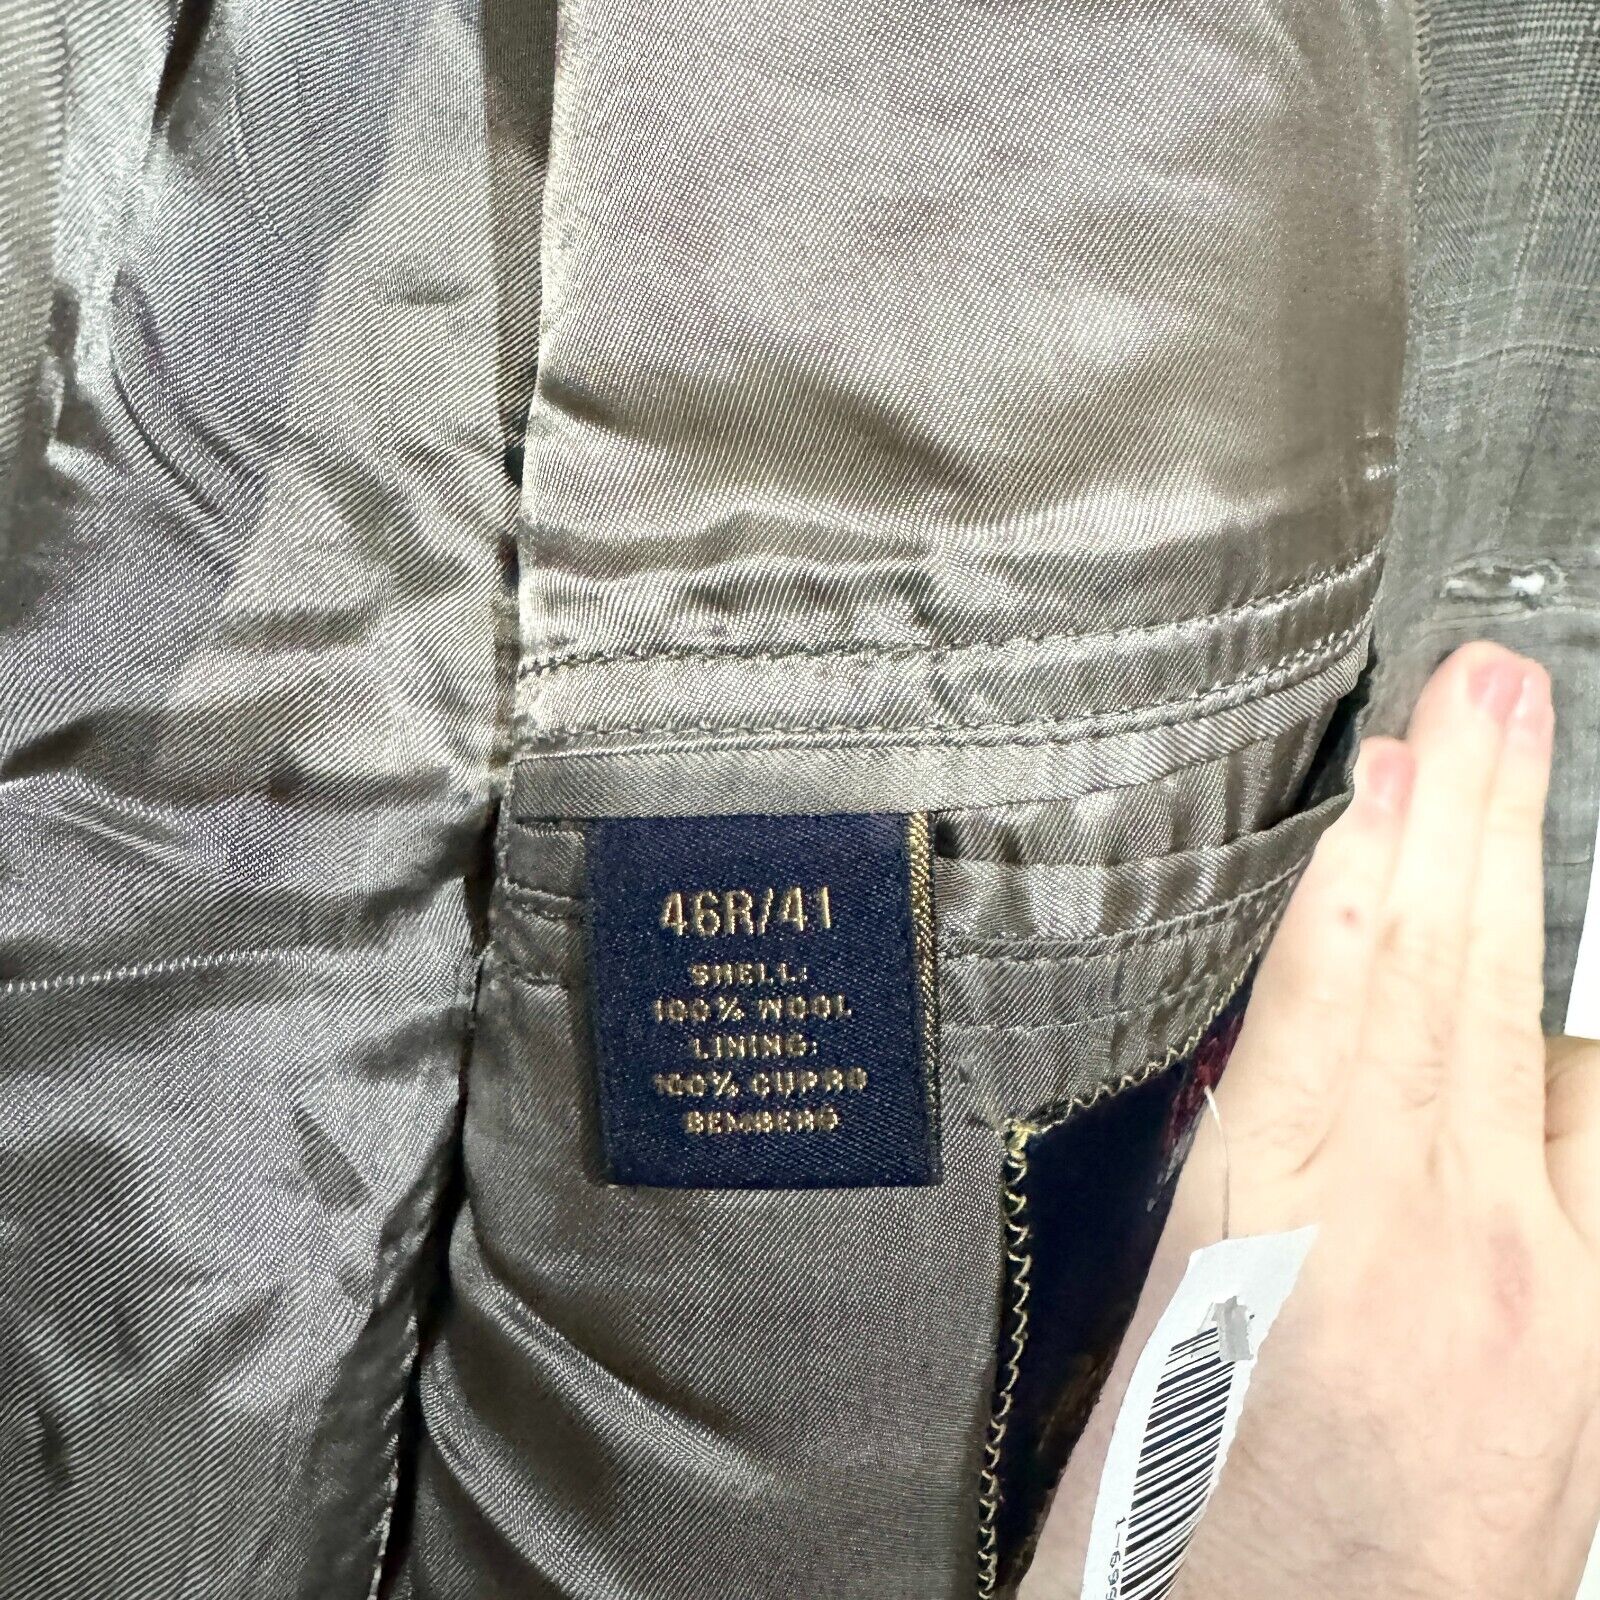 46R/41
SHELL:
100% WOOL
LINING:
100% CUPRO
BEMBERG